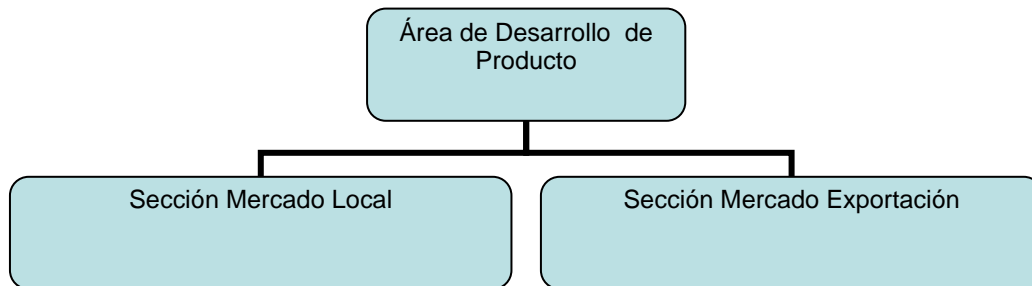 Área de Desarrollo de
Producto
Sección Mercado Local
Sección Mercado Exportación